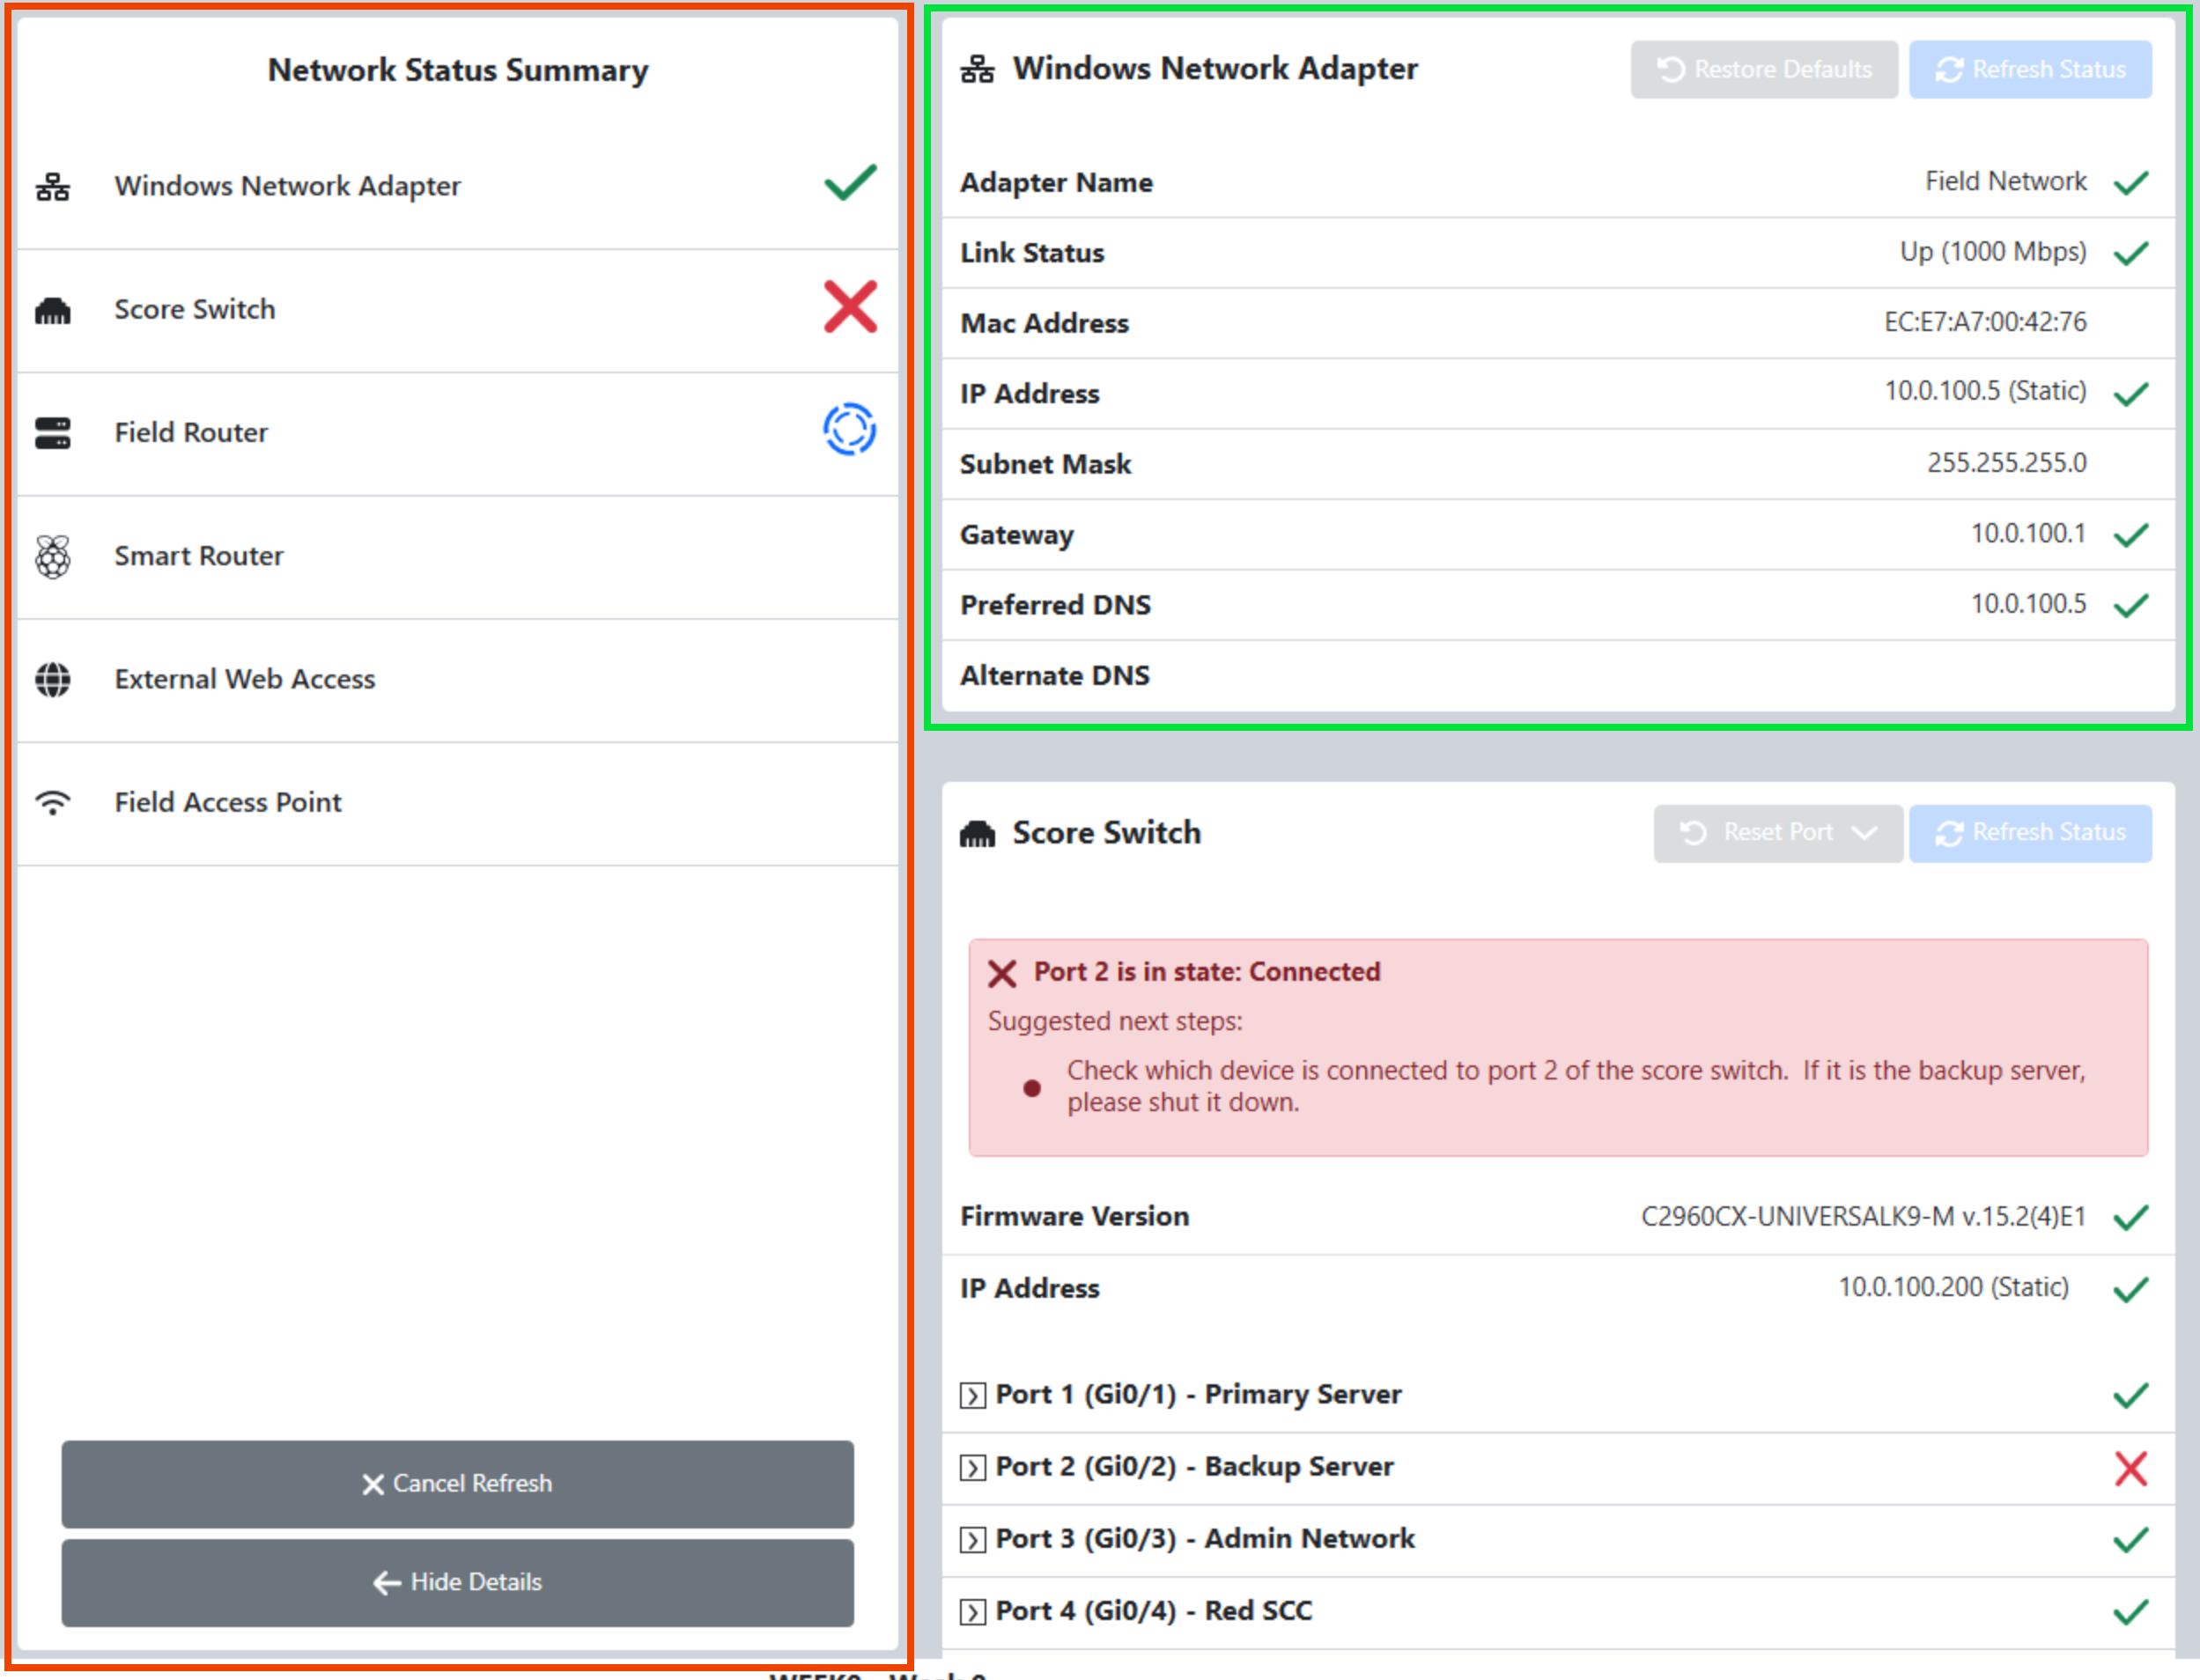 Network Status Summary
Windows Network Adapter
Score Switch
Field Router
Smart Router
External Web Access
Field Access Point
Cancel Refresh
Hide Details
Windows Network Adapter
Restore Defaults
Refresh Status
Adapter Name
Field Network
Link Status
Up (1000 Mbps)
Mac Address
EC:E7:A7:00:42:76
IP Address
10.0.100.5 (Static)
Subnet Mask
255.255.255.0
Gateway
10.0.100.1
Preferred DNS
10.0.100.5
Alternate DNS
Score Switch
Reset Port
Refresh Status
Port 2 is in state: Connected
Suggested next steps:
Check which device is connected to port 2 of the score switch. If it is the backup server,
please shut it down.
Firmware Version
C2960CX-UNIVERSALK9-M v.15.2(4)E1
IP Address
10.0.100.200 (Static)
Port 1 (Gi0/1) - Primary Server
Port 2 (Gi0/2) - Backup Server
Port 3 (Gi0/3) - Admin Network
Port 4 (Gi0/4) - Red SCC